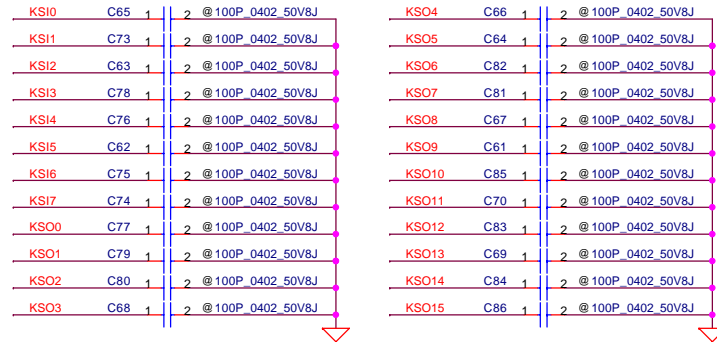 KSI0 C65 1 2 @100P_0402_50V8J
KSI1 C73 1 2 @100P_0402_50V8J
KSI2 C63 1 2 @100P_0402_50V8J
KSI3 C78 1 2 @100P_0402_50V8J
KSI4 C76 1 2 @100P_0402_50V8J
KSI5 C62 1 2 @100P_0402_50V8J
KSI6 C75 1 2 @100P_0402_50V8J
KSI7 C74 1 2 @100P_0402_50V8J
KSO0 C77 1 2 @100P_0402_50V8J
KSO1 C79 1 2 @100P_0402_50V8J
KSO2 C80 1 2 @100P_0402_50V8J
KSO3 C68 1 2 @100P_0402_50V8J
KSO4 C66 1 2 @100P_0402_50V8J
KSO5 C64 1 2 @100P_0402_50V8J
KSO6 C82 1 2 @100P_0402_50V8J
KSO7 C81 1 2 @100P_0402_50V8J
KSO8 C67 1 2 @100P_0402_50V8J
KSO9 C61 1 2 @100P_0402_50V8J
KSO10 C85 1 2 @100P_0402_50V8J
KSO11 C70 1 2 @100P_0402_50V8J
KSO12 C83 1 2 @100P_0402_50V8J
KSO13 C69 1 2 @100P_0402_50V8J
KSO14 C84 1 2 @100P_0402_50V8J
KSO15 C86 1 2 @100P_0402_50V8J